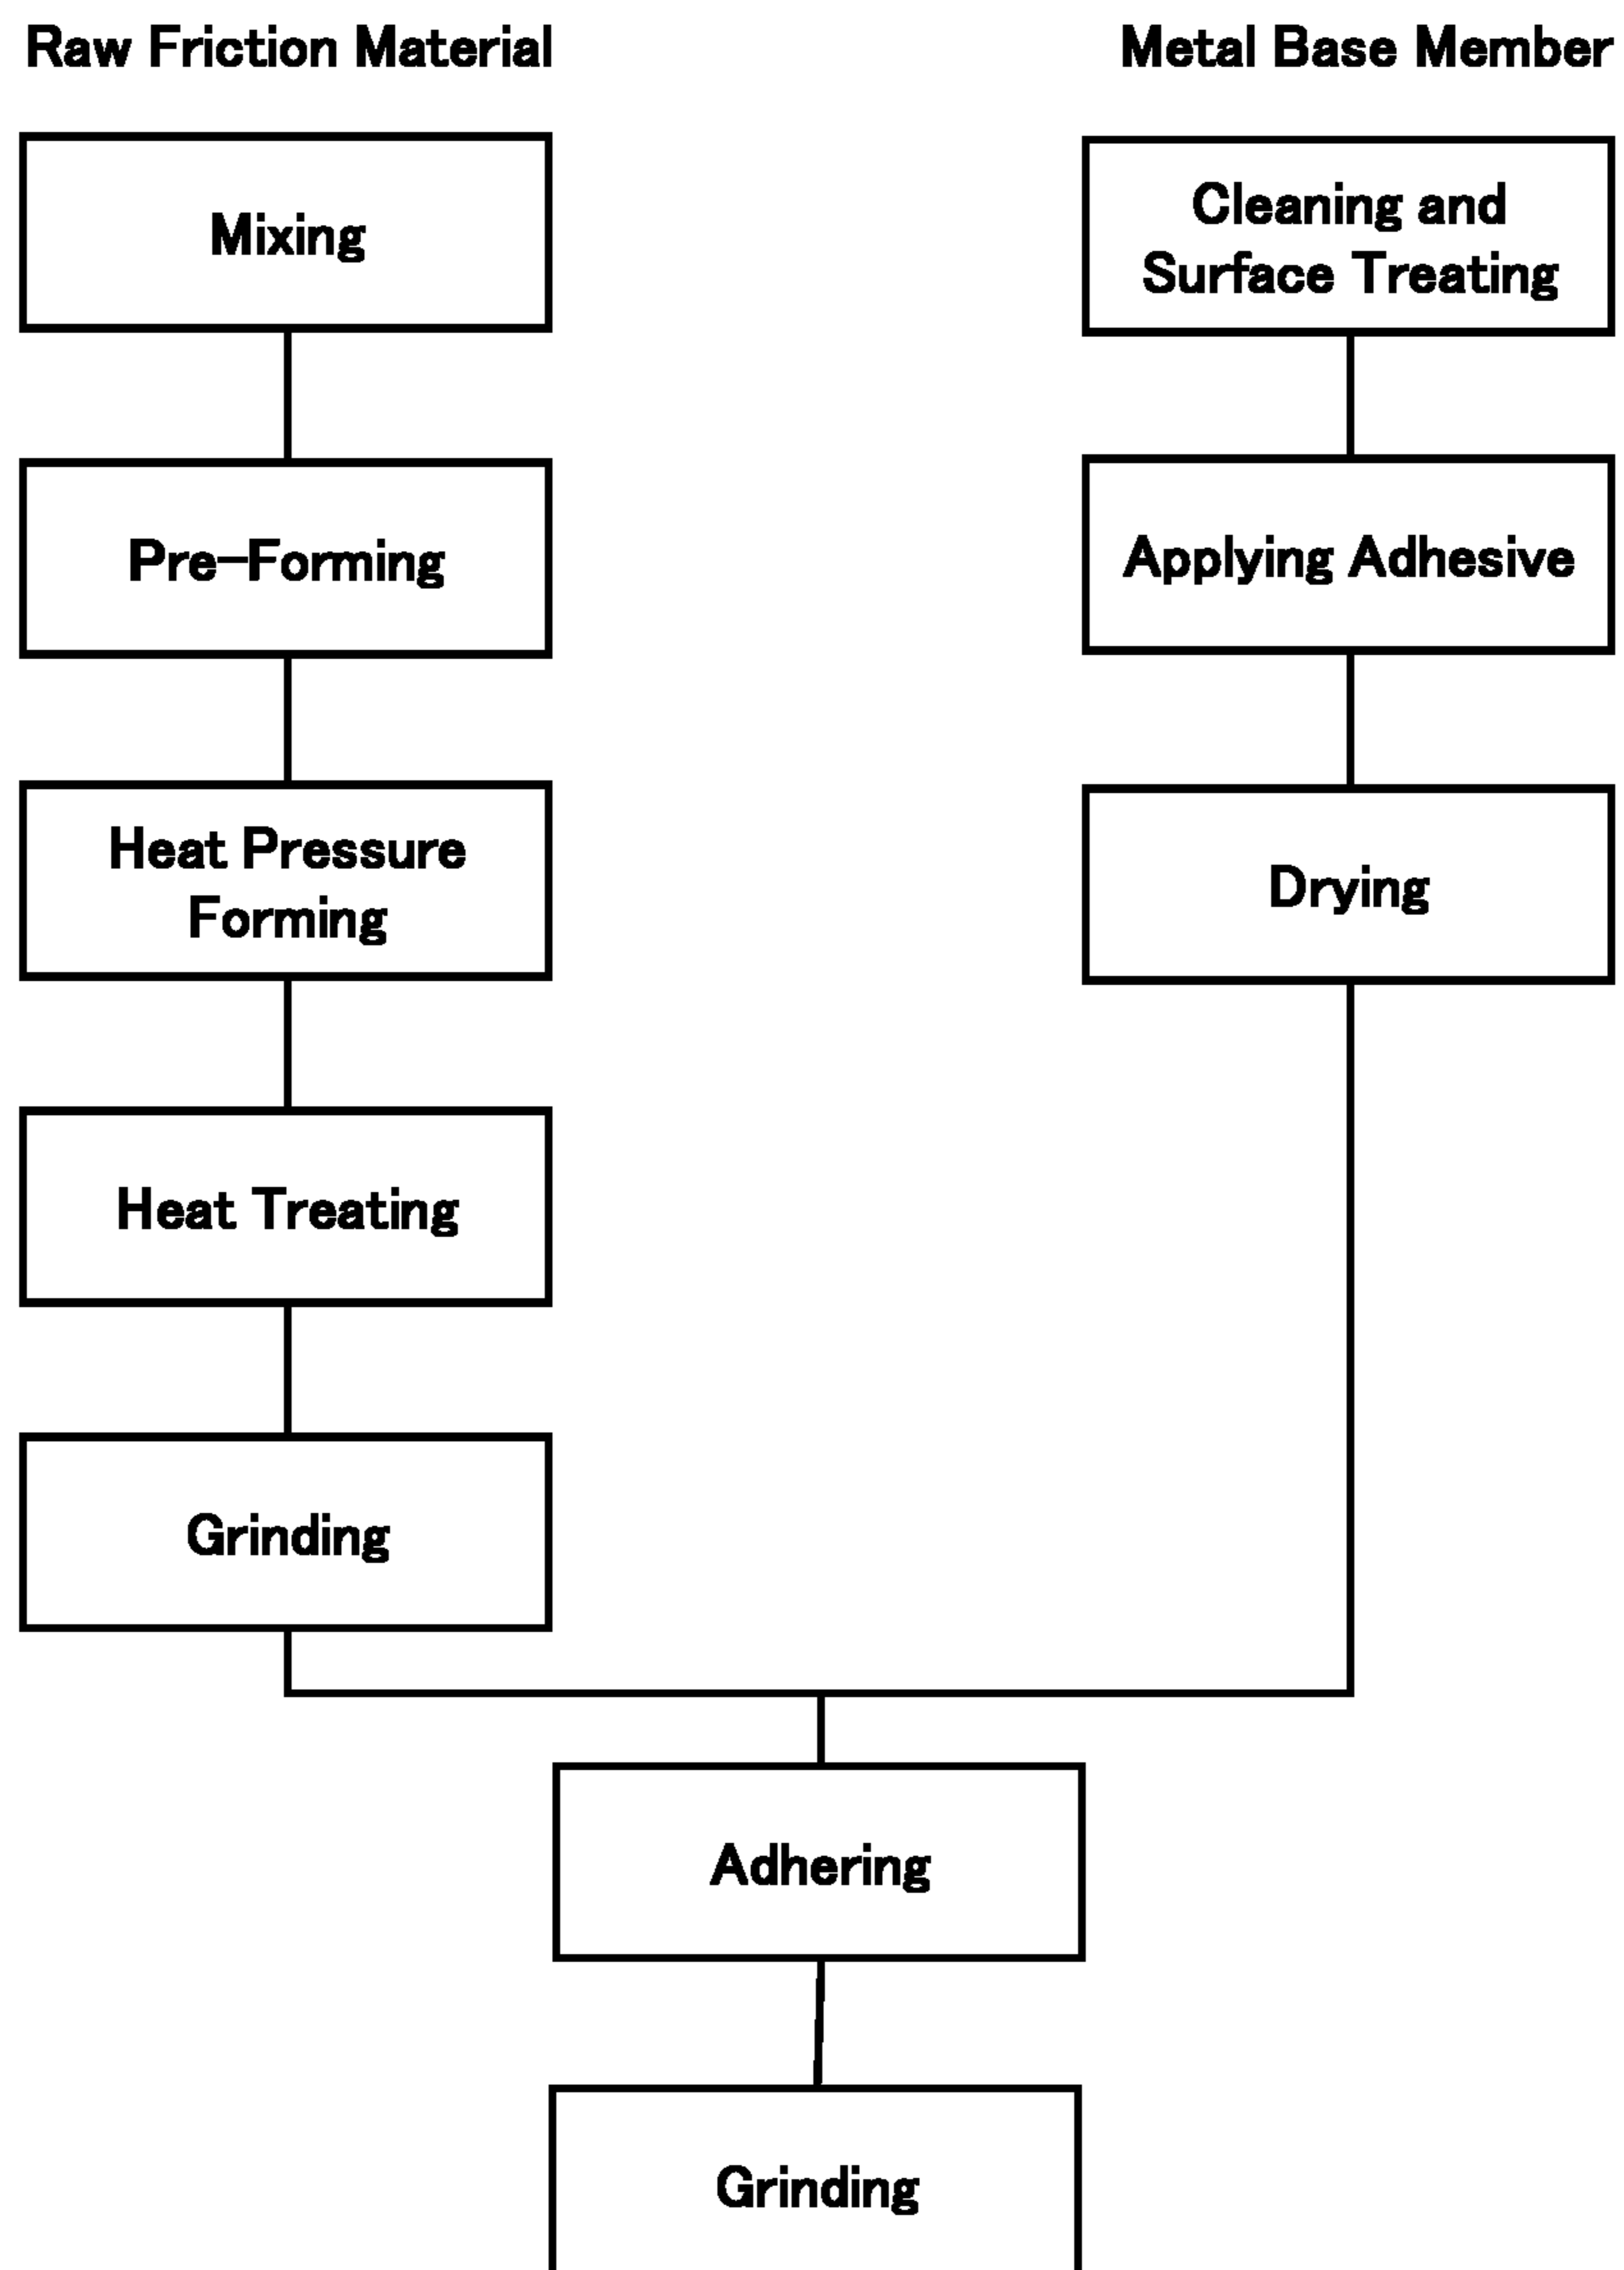 Raw Friction Material
Metal Base Member
Mixing
Cleaning and
Surface Treating
Pre-Forming
Applying Adhesive
Heat Pressure
Forming
Drying
Heat Treating
Grinding
Adhering
Grinding